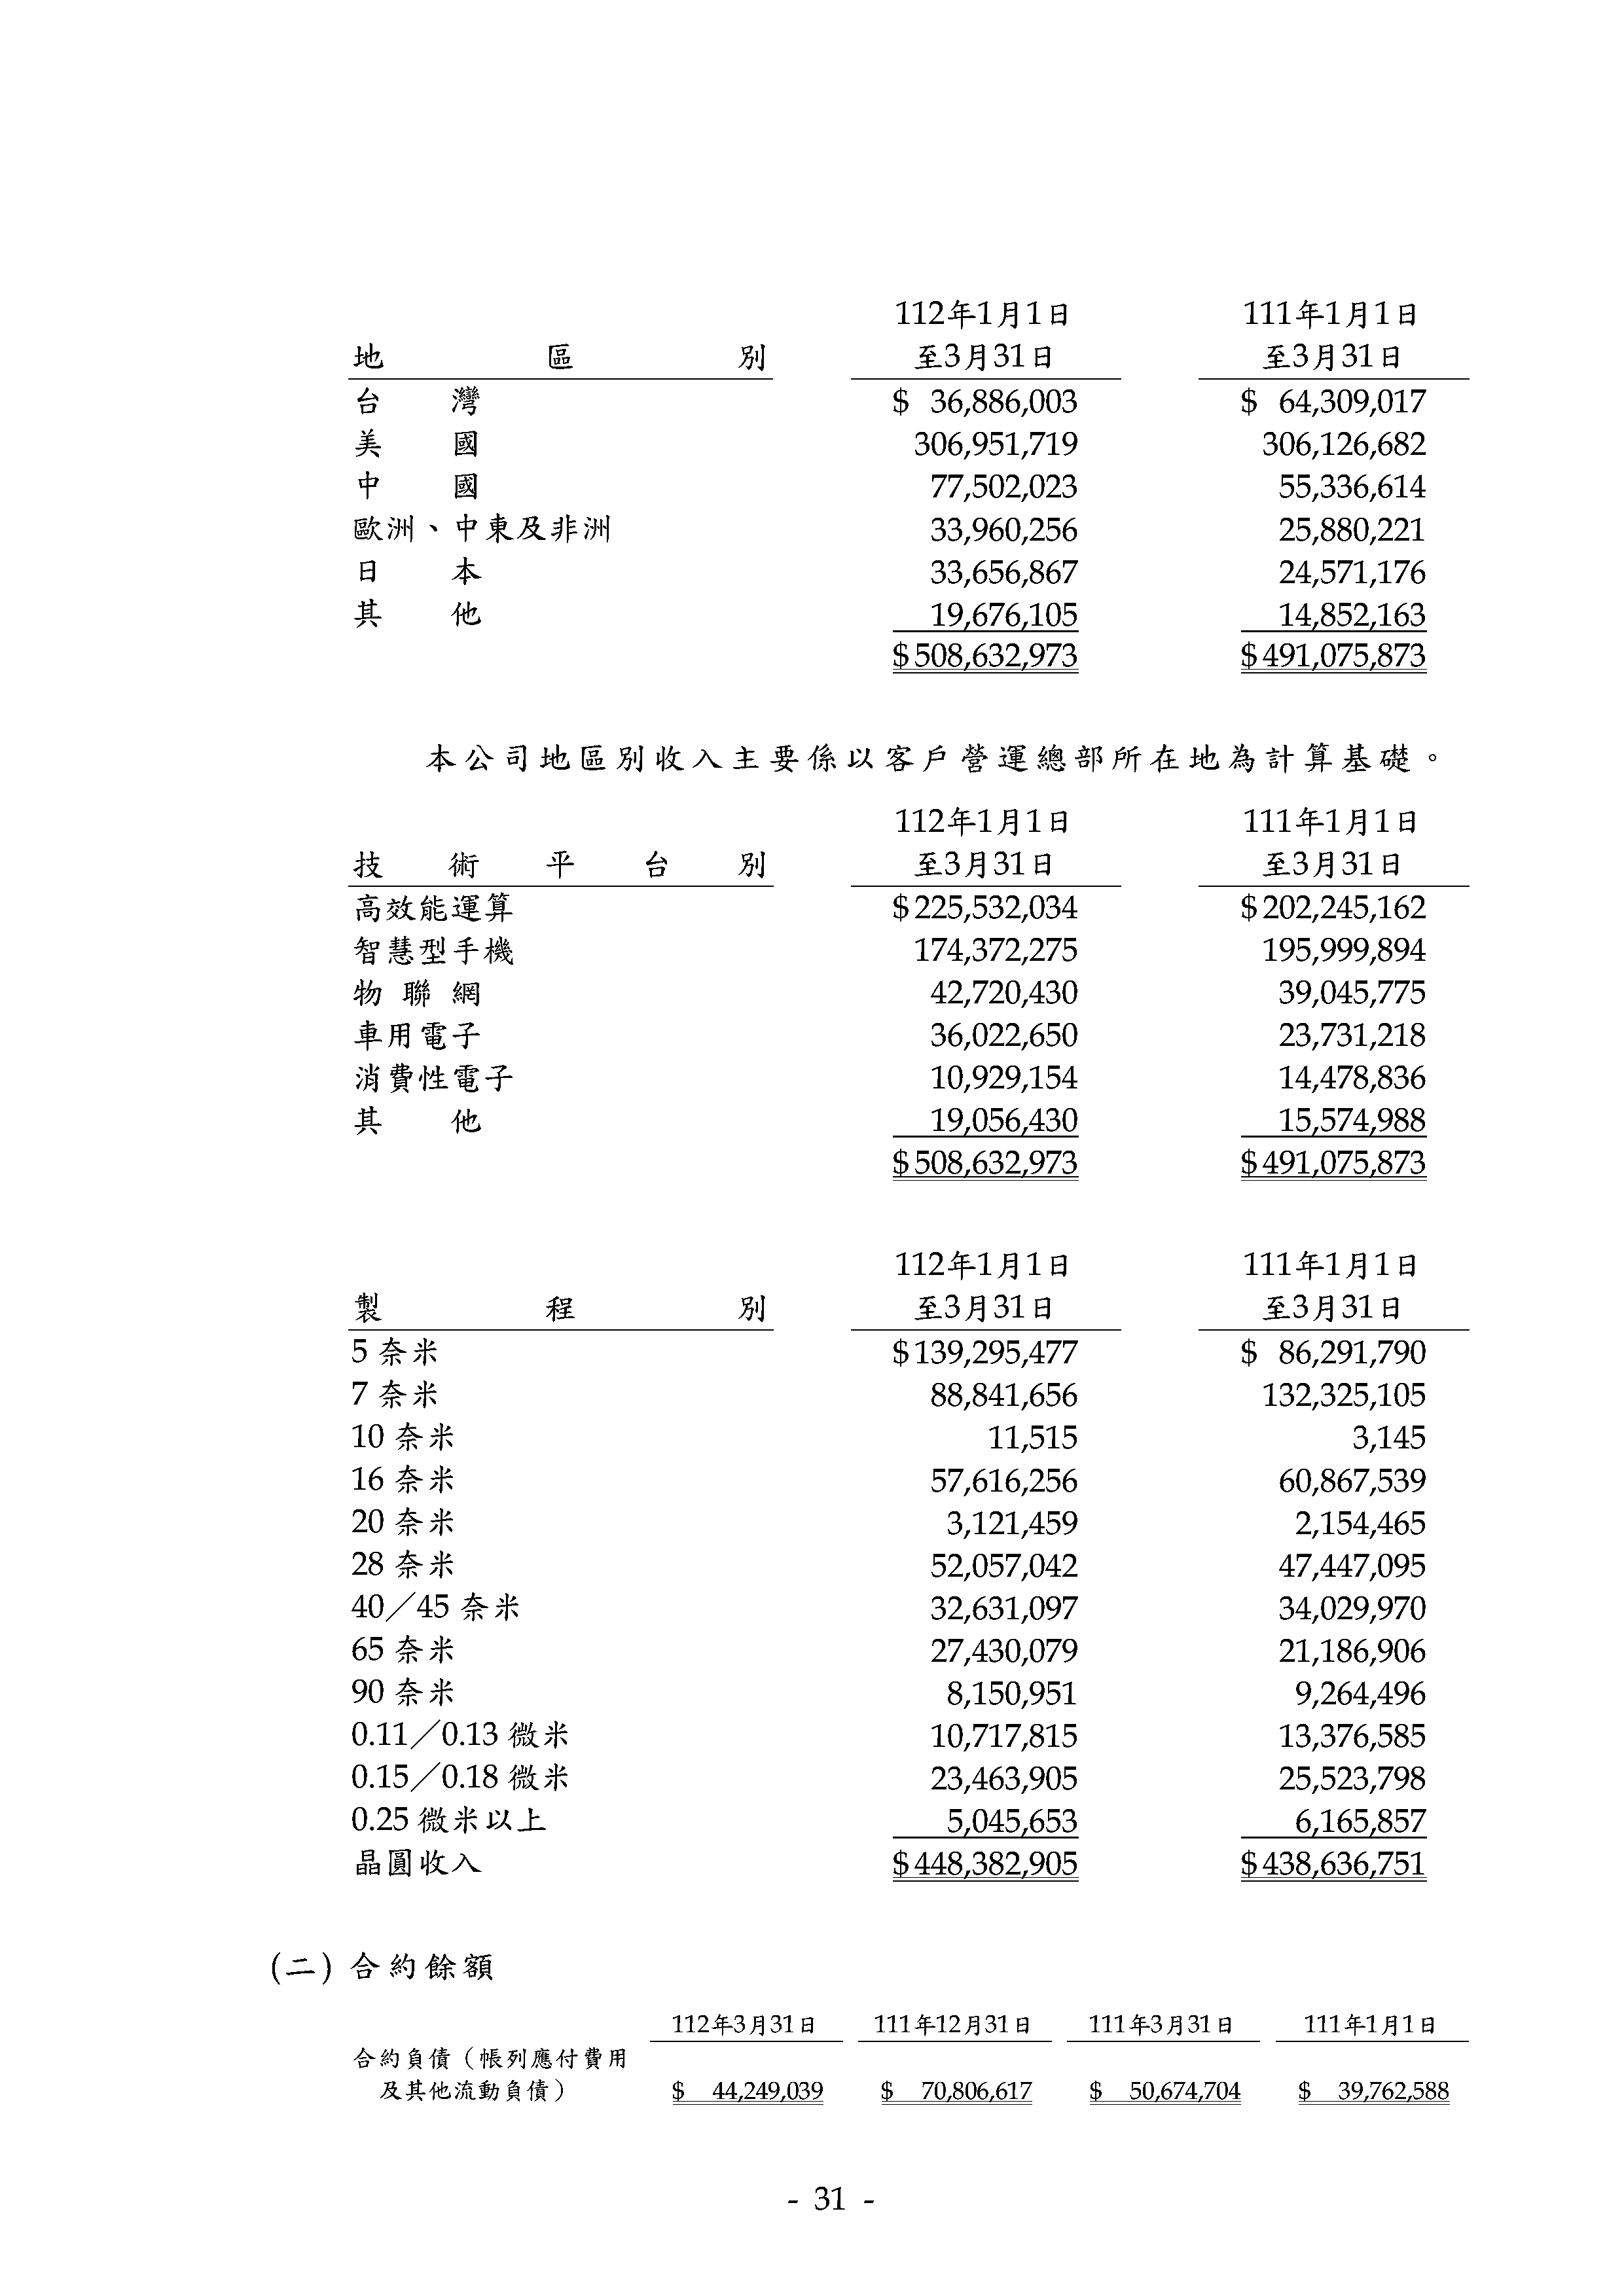 112年1月1日 111年1月1日
地區別 至3月31日 至3月31日
台灣 $ 36,886,003 $ 64,309,017
美國 306,951,719 306,126,682
中國 77,502,023 55,336,614
歐洲、中東及非洲 33,960,256 25,880,221
日本 33,656,867 24,571,176
其他 19,676,105 14,852,163
$508,632,973 $491,075,873
本公司地區別收入主要係以客戶營運總部所在地為計算基礎。
112年1月1日 111年1月1日
技術平台別 至3月31日 至3月31日
高效能運算 $225,532,034 $202,245,162
智慧型手機 174,372,275 195,999,894
物聯網 42,720,430 39,045,775
車用電子 36,022,650 23,731,218
消費性電子 10,929,154 14,478,836
其他 19,056,430 15,574,988
$508,632,973 $491,075,873
112年1月1日 111年1月1日
製程別 至3月31日 至3月31日
5 奈米 $139,295,477 $ 86,291,790
7 奈米 88,841,656 132,325,105
10 奈米 11,515 3,145
16 奈米 57,616,256 60,867,539
20 奈米 3,121,459 2,154,465
28 奈米 52,057,042 47,447,095
40／45 奈米 32,631,097 34,029,970
65 奈米 27,430,079 21,186,906
90 奈米 8,150,951 9,264,496
0.11／0.13 微米 10,717,815 13,376,585
0.15／0.18 微米 23,463,905 25,523,798
0.25 微米以上 5,045,653 6,165,857
晶圓收入 $448,382,905 $438,636,751
(二) 合約餘額
112年3月31日 111年12月31日 111年3月31日 111年1月1日
合約負債（帳列應付費用
及其他流動負債） $ 44,249,039 $ 70,806,617 $ 50,674,704 $ 39,762,588
- 31 -